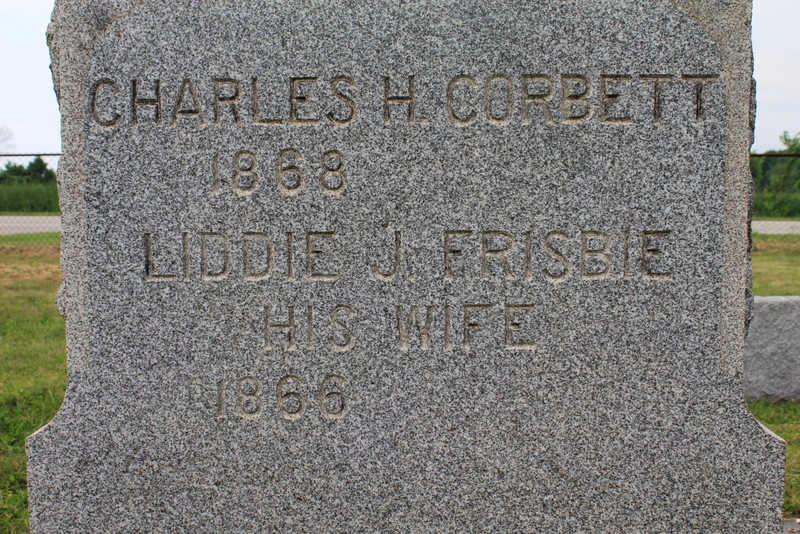 CHARLES H. CORBETT
1868
LIDDIE J. FRISBIE
HIS WIFE
1866